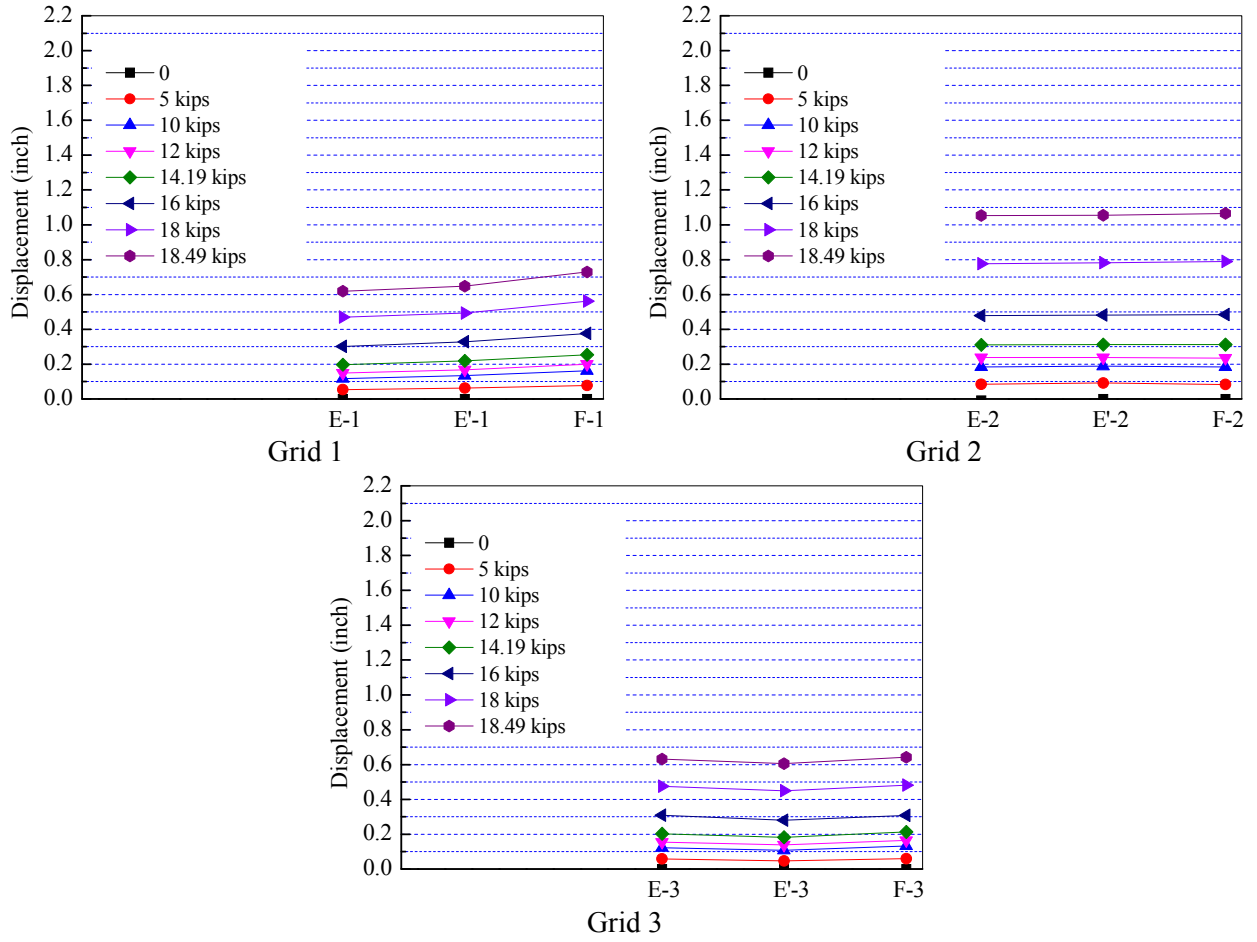 Displacement (inch)
2.2
2.0
1.8
1.6
1.4
1.2
1.0
0.8
0.6
0.4
0.2
0.0
0
5 kips
10 kips
12 kips
14.19 kips
16 kips
18 kips
18.49 kips
E-1 E'-1 F-1
Grid 1
Displacement (inch)
2.2
2.0
1.8
1.6
1.4
1.2
1.0
0.8
0.6
0.4
0.2
0.0
0
5 kips
10 kips
12 kips
14.19 kips
16 kips
18 kips
18.49 kips
E-2 E'-2 F-2
Grid 2
Displacement (inch)
2.2
2.0
1.8
1.6
1.4
1.2
1.0
0.8
0.6
0.4
0.2
0.0
0
5 kips
10 kips
12 kips
14.19 kips
16 kips
18 kips
18.49 kips
E-3 E'-3 F-3
Grid 3